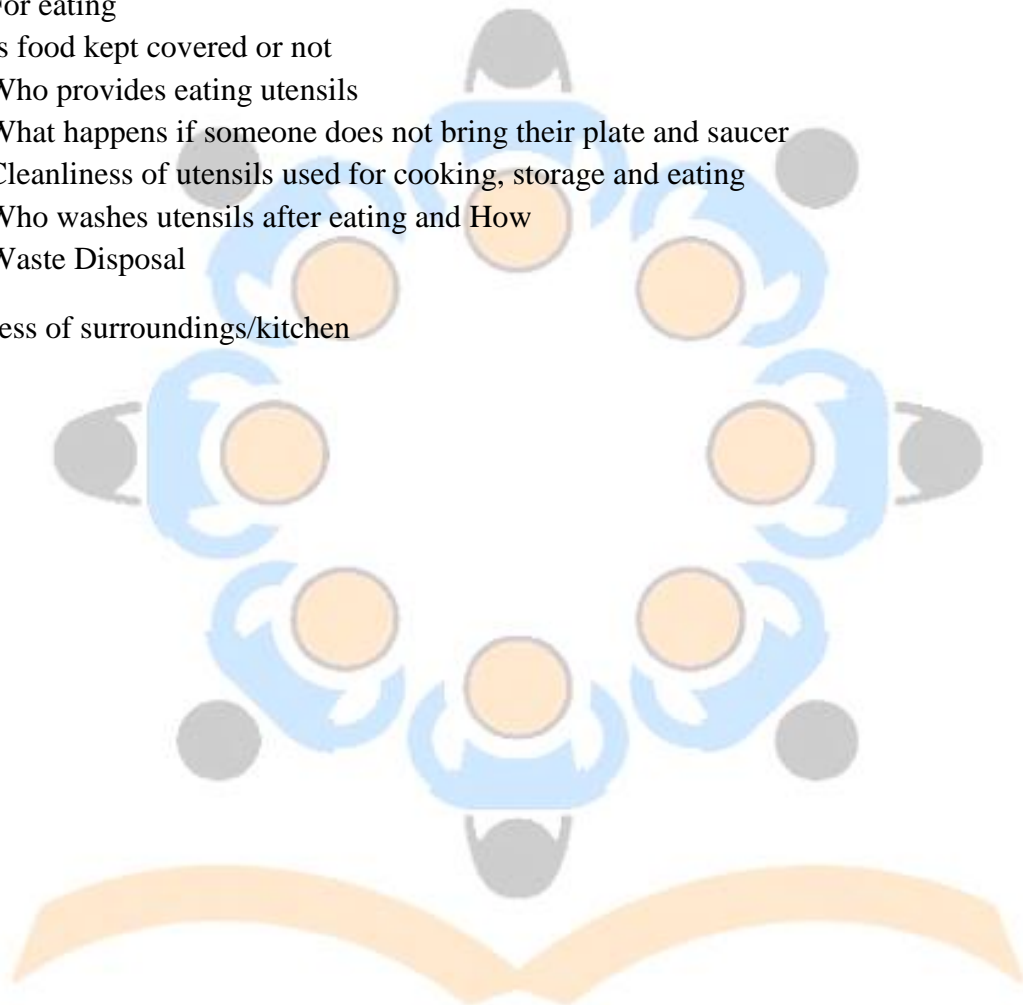 or eating
s food kept covered or not
Who provides eating utensils
What happens if someone does not bring their plate and saucer
Cleanliness of utensils used for cooking, storage and eating
Who washes utensils after eating and How
Waste Disposal
ess of surroundings/kitchen